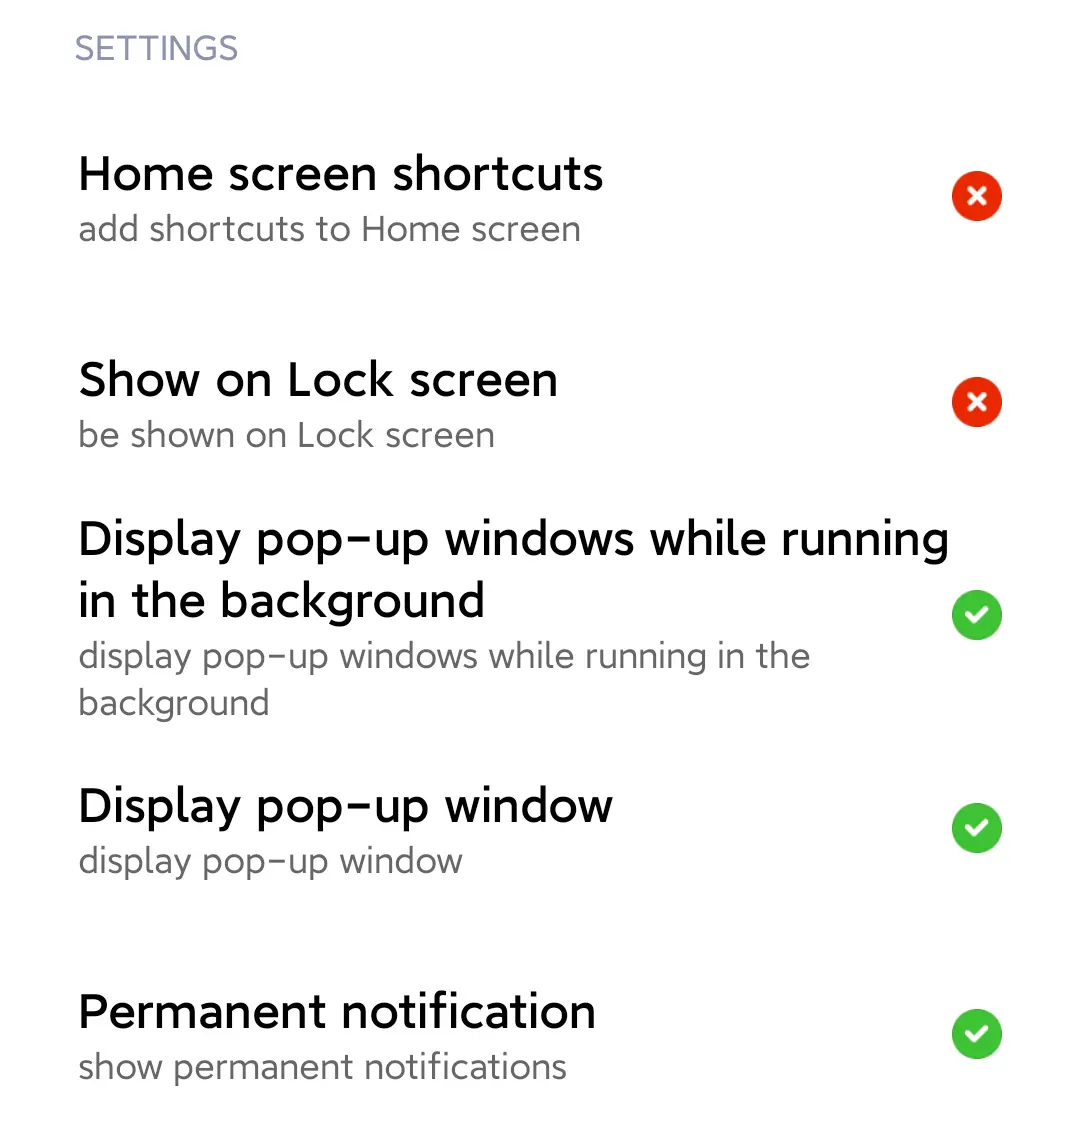 SETTINGS
Home screen shortcuts
add shortcuts to Home screen
Show on Lock screen
be shown on Lock screen
Display pop-up windows while running
in the background
display pop-up windows while running in the
background
Display pop-up window
display pop-up window
Permanent notification
show permanent notifications